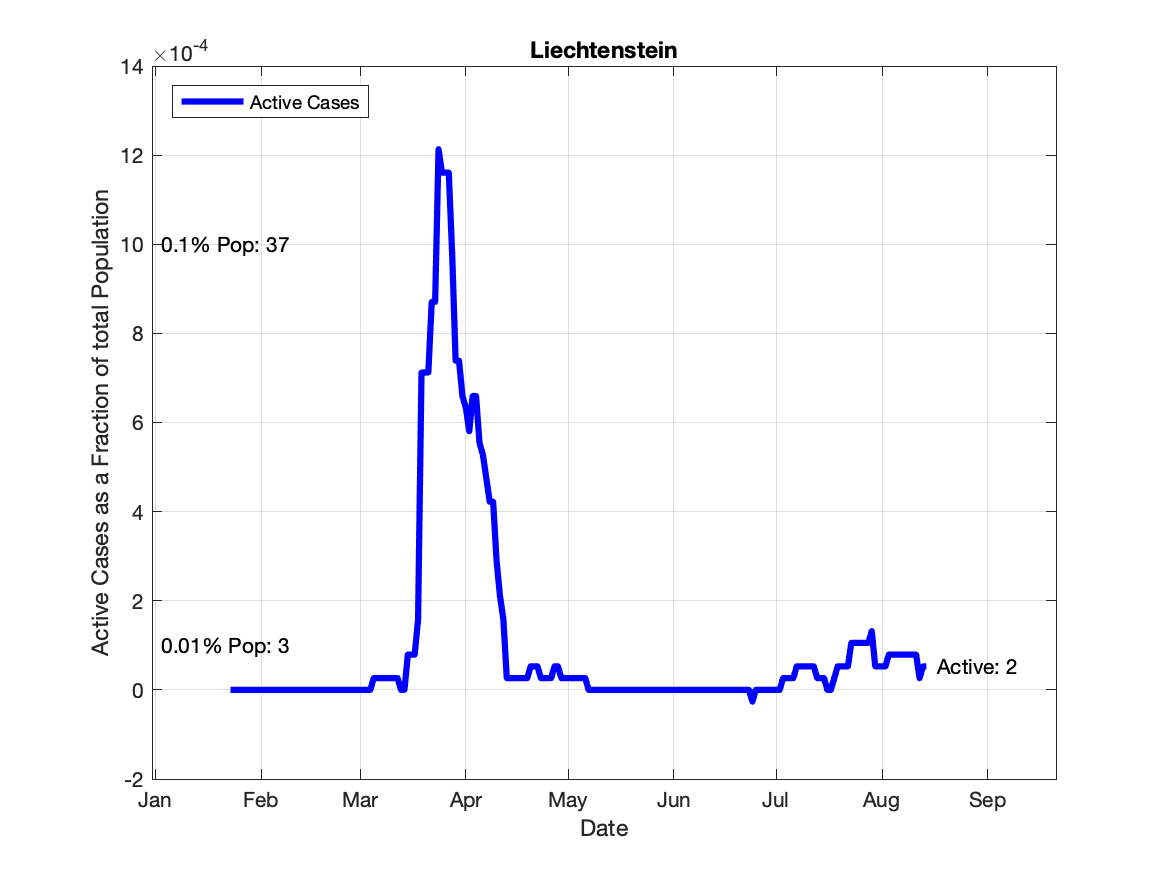 Liechtenstein
×10-4
14
Active Cases
12
10
0.1% Pop: 37
8
6
4
2
0.01% Pop: 3
Active: 2
0
-2
Jan Feb Mar Apr May Jun Jul Aug Sep
Date
Active Cases as a Fraction of total Population